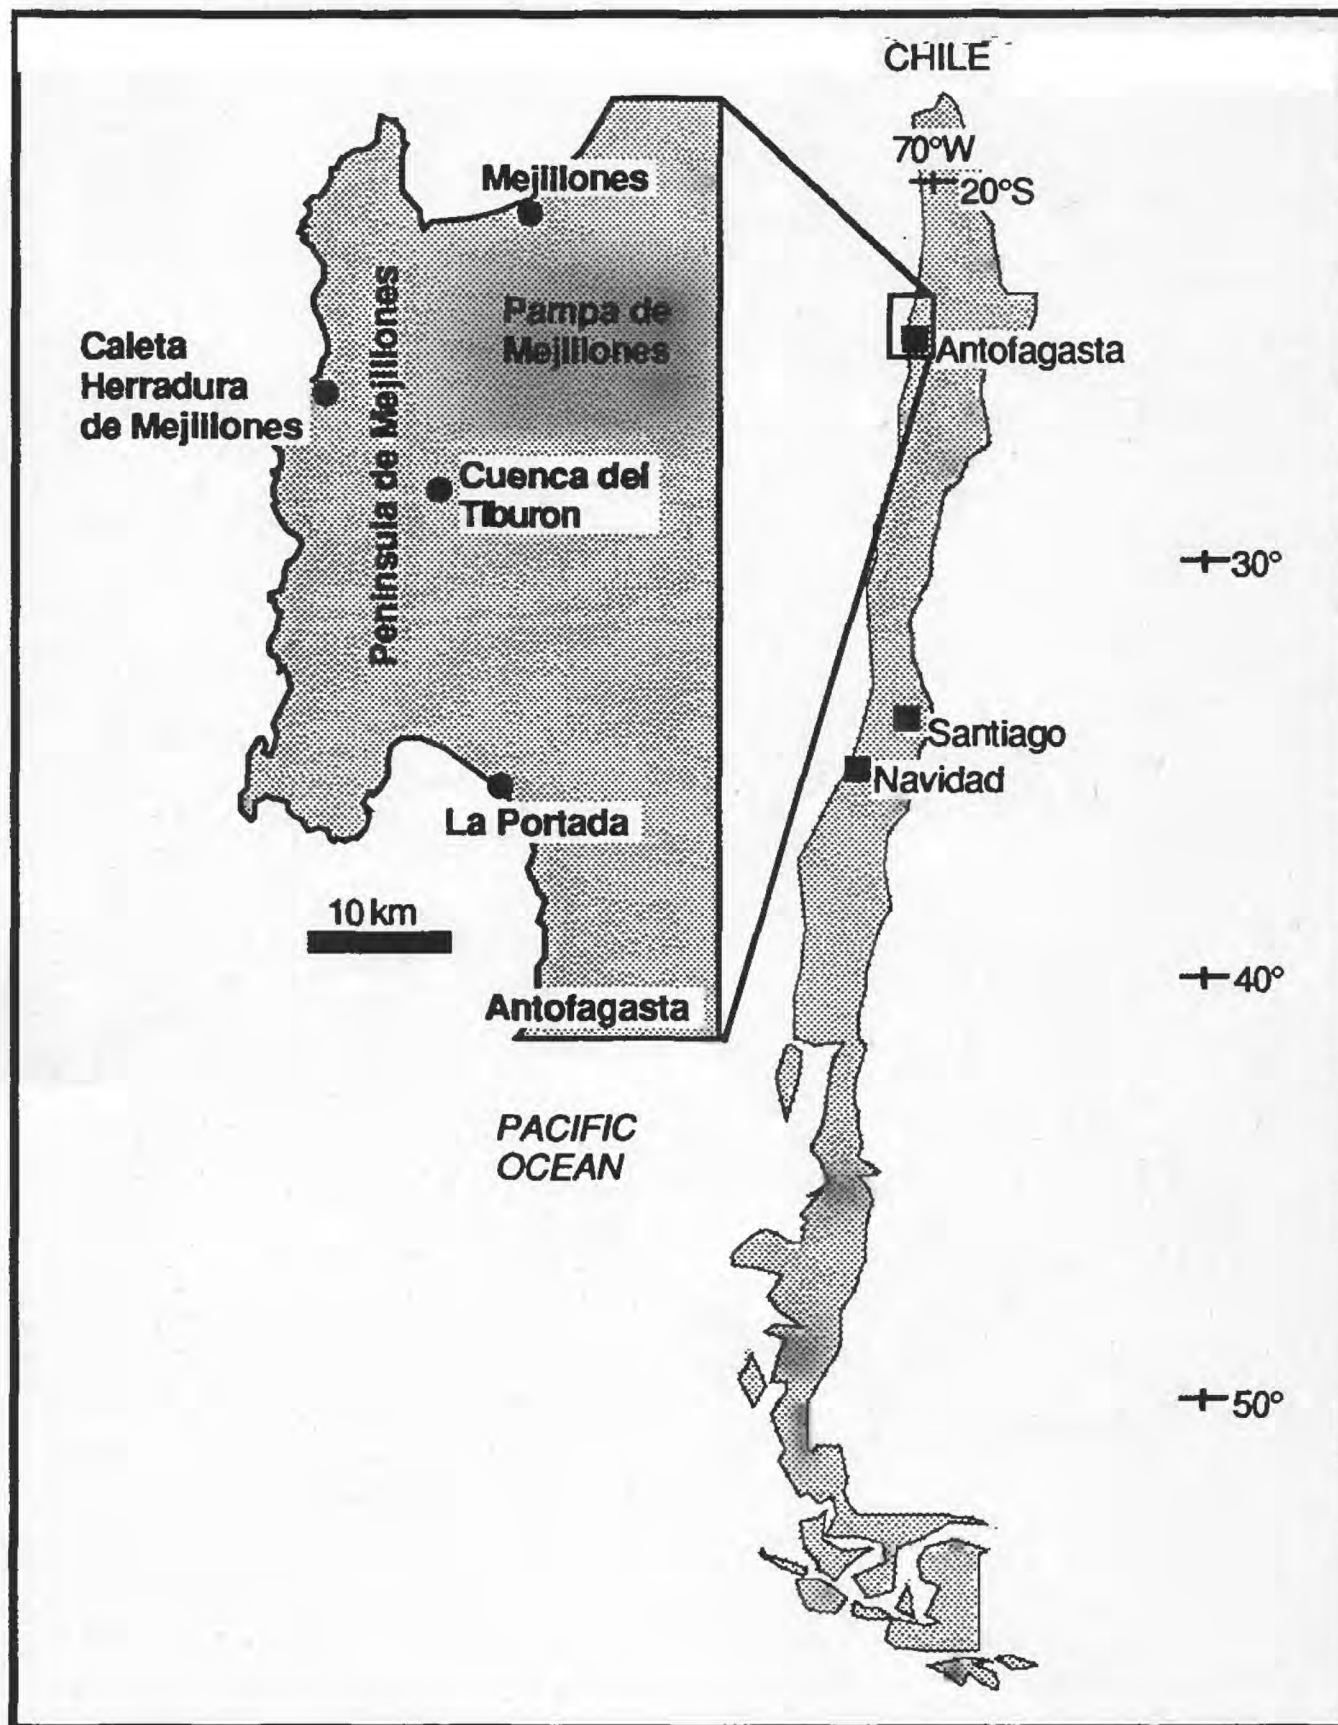 CHILE
70°W
20°S
Mejillones
Pampa de
Mejillones
Peninsula de Mejillones
Caleta
Herradura
de Mejillones
Cuenca del
Tiburon
La Portada
10 km
Antofagasta
PACIFIC
OCEAN
Antofagasta
30°
Santiago
Navidad
40°
50°